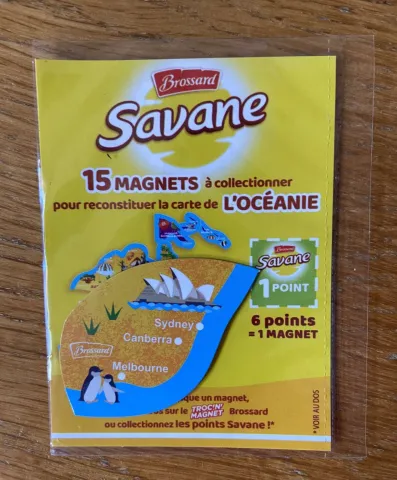 Brossard
Savane
15 MAGNETS à collectionner
pour reconstituer la carte de L'OCÉANIE
Brossard
Savane
1 POINT
6 points
= 1 MAGNET
Sydney
Canberra
Brossard
Melbourne
que un magnet,
sur le TROC'N' MAGNET Brossard
ou collectionnez les points Savane !*
* VOIR AU DOS